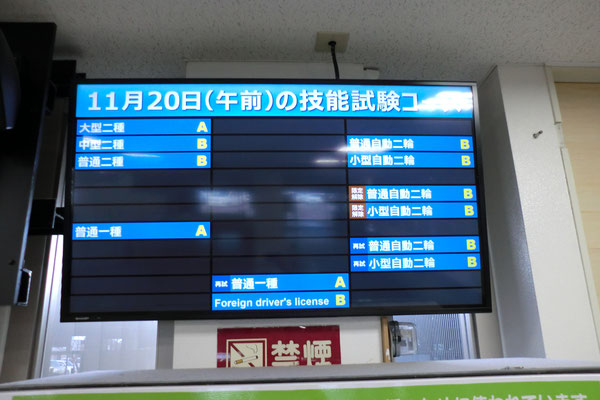 11月20日(午前)の技能試験コース
大型二種 A
中型二種 B
普通二種 B
普通一種 A
再試 普通一種 A
Foreign driver's license B
普通自動二輪 B
小型自動二輪 B
限定解除 普通自動二輪 B
限定解除 小型自動二輪 B
再試 普通自動二輪 B
再試 小型自動二輪 B
SHARP
禁煙